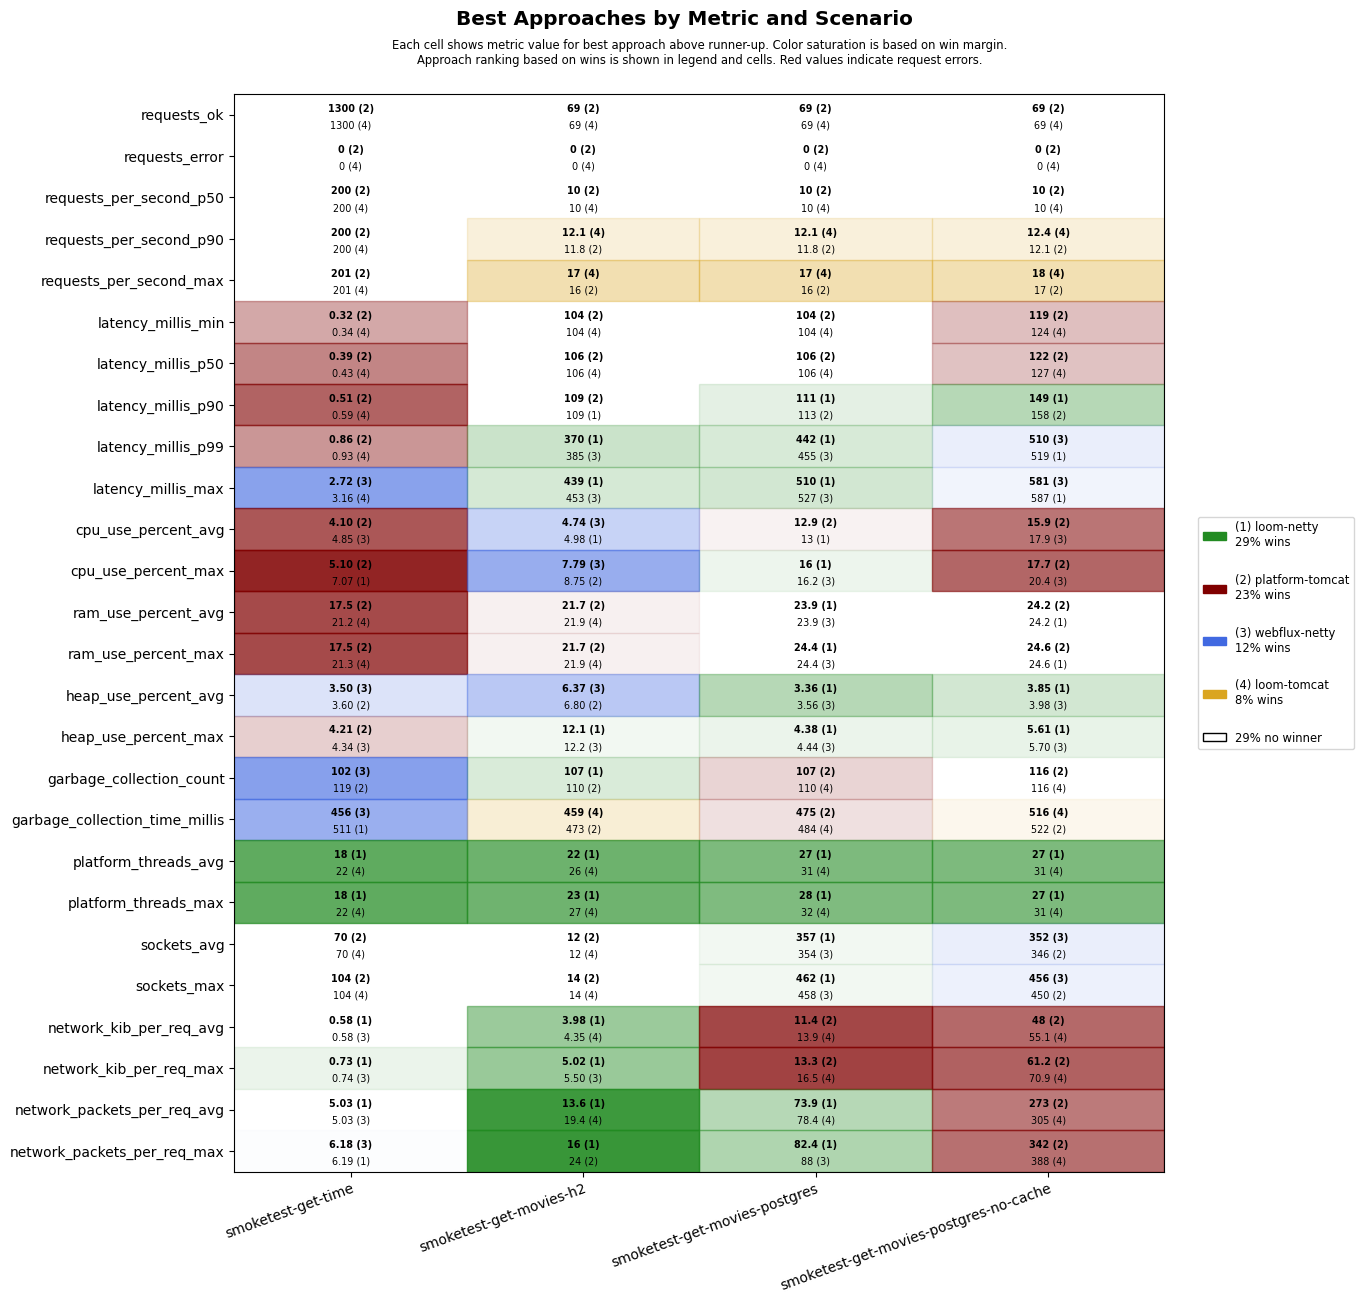 Best Approaches by Metric and Scenario
Each cell shows metric value for best approach above runner-up. Color saturation is based on win margin.
Approach ranking based on wins is shown in legend and cells. Red values indicate request errors.
requests_ok
1300 (2) 69 (2) 69 (2) 69 (2)
1300 (4) 69 (4) 69 (4) 69 (4)
requests_error
0 (2) 0 (2) 0 (2) 0 (2)
0 (4) 0 (4) 0 (4) 0 (4)
requests_per_second_p50
200 (2) 10 (2) 10 (2) 10 (2)
200 (4) 10 (4) 10 (4) 10 (4)
requests_per_second_p90
200 (2) 12.1 (4) 12.1 (4) 12.4 (4)
200 (4) 11.8 (2) 11.8 (2) 12.1 (2)
requests_per_second_max
201 (2) 17 (4) 17 (4) 18 (4)
201 (4) 16 (2) 16 (2) 17 (2)
latency_millis_min
0.32 (2) 104 (2) 104 (2) 119 (2)
0.34 (4) 104 (4) 104 (4) 124 (4)
latency_millis_p50
0.39 (2) 106 (2) 106 (2) 122 (2)
0.43 (4) 106 (4) 106 (4) 127 (4)
latency_millis_p90
0.51 (2) 109 (2) 111 (1) 149 (1)
0.59 (4) 109 (1) 113 (2) 158 (2)
latency_millis_p99
0.86 (2) 370 (1) 442 (1) 510 (3)
0.93 (4) 385 (3) 455 (3) 519 (1)
latency_millis_max
2.72 (3) 439 (1) 510 (1) 581 (3)
3.16 (4) 453 (3) 527 (3) 587 (1)
cpu_use_percent_avg
4.10 (2) 4.74 (3) 12.9 (2) 15.9 (2)
4.85 (3) 4.98 (1) 13 (1) 17.9 (3)
cpu_use_percent_max
5.10 (2) 7.79 (3) 16 (1) 17.7 (2)
7.07 (1) 8.75 (2) 16.2 (3) 20.4 (3)
ram_use_percent_avg
17.5 (2) 21.7 (2) 23.9 (1) 24.2 (2)
21.2 (4) 21.9 (4) 23.9 (3) 24.2 (1)
ram_use_percent_max
17.5 (2) 21.7 (2) 24.4 (1) 24.6 (2)
21.3 (4) 21.9 (4) 24.4 (3) 24.6 (1)
heap_use_percent_avg
3.50 (3) 6.37 (3) 3.36 (1) 3.85 (1)
3.60 (2) 6.80 (2) 3.56 (3) 3.98 (3)
heap_use_percent_max
4.21 (2) 12.1 (1) 4.38 (1) 5.61 (1)
4.34 (3) 12.2 (3) 4.44 (3) 5.70 (3)
garbage_collection_count
102 (3) 107 (1) 107 (2) 116 (2)
119 (2) 110 (2) 110 (4) 116 (4)
garbage_collection_time_millis
456 (3) 459 (4) 475 (2) 516 (4)
511 (1) 473 (2) 484 (4) 522 (2)
platform_threads_avg
18 (1) 22 (1) 27 (1) 27 (1)
22 (4) 26 (4) 31 (4) 31 (4)
platform_threads_max
18 (1) 23 (1) 28 (1) 27 (1)
22 (4) 27 (4) 32 (4) 31 (4)
sockets_avg
70 (2) 12 (2) 357 (1) 352 (3)
70 (4) 12 (4) 354 (3) 346 (2)
sockets_max
104 (2) 14 (2) 462 (1) 456 (3)
104 (4) 14 (4) 458 (3) 450 (2)
network_kib_per_req_avg
0.58 (1) 3.98 (1) 11.4 (2) 48 (2)
0.58 (3) 4.35 (4) 13.9 (4) 55.1 (4)
network_kib_per_req_max
0.73 (1) 5.02 (1) 13.3 (2) 61.2 (2)
0.74 (3) 5.50 (3) 16.5 (4) 70.9 (4)
network_packets_per_req_avg
5.03 (1) 13.6 (1) 73.9 (1) 273 (2)
5.03 (3) 19.4 (4) 78.4 (4) 305 (4)
network_packets_per_req_max
6.18 (3) 16 (1) 82.4 (1) 342 (2)
6.19 (1) 24 (2) 88 (3) 388 (4)
smoketest-get-time
smoketest-get-movies-h2
smoketest-get-movies-postgres
smoketest-get-movies-postgres-no-cache
(1) loom-netty
29% wins
(2) platform-tomcat
23% wins
(3) webflux-netty
12% wins
(4) loom-tomcat
8% wins
29% no winner